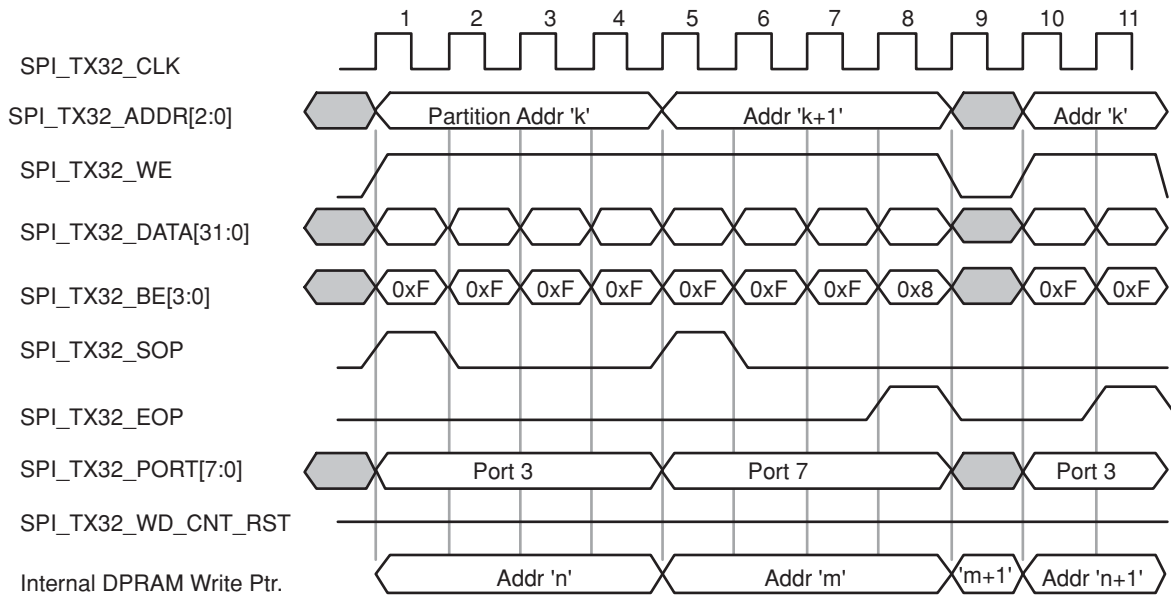 1 2 3 4 5 6 7 8 9 10 11
SPI_TX32_CLK
SPI_TX32_ADDR[2:0] Partition Addr 'k' Addr 'k+1' Addr 'k'
SPI_TX32_WE
SPI_TX32_DATA[31:0]
SPI_TX32_BE[3:0] 0xF 0xF 0xF 0xF 0xF 0xF 0xF 0x8 0xF 0xF
SPI_TX32_SOP
SPI_TX32_EOP
SPI_TX32_PORT[7:0] Port 3 Port 7 Port 3
SPI_TX32_WD_CNT_RST
Internal DPRAM Write Ptr. Addr 'n' Addr 'm' 'm+1' Addr 'n+1'